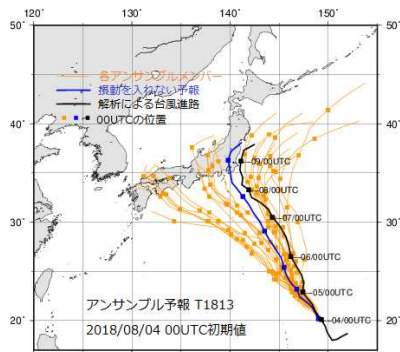 120° 130° 140° 150°
50° 50°
各アンサンブルメンバー
摂動を入れない予報
解析による台風進路
00UTCの位置
40° 40°
09/00UTC
08/00UTC
07/00UTC
30° 30°
06/00UTC
05/00UTC
アンサンブル予報 T1813
04/00UTC
20° 20°
2018/08/04 00UTC初期値
120° 130° 140° 150°